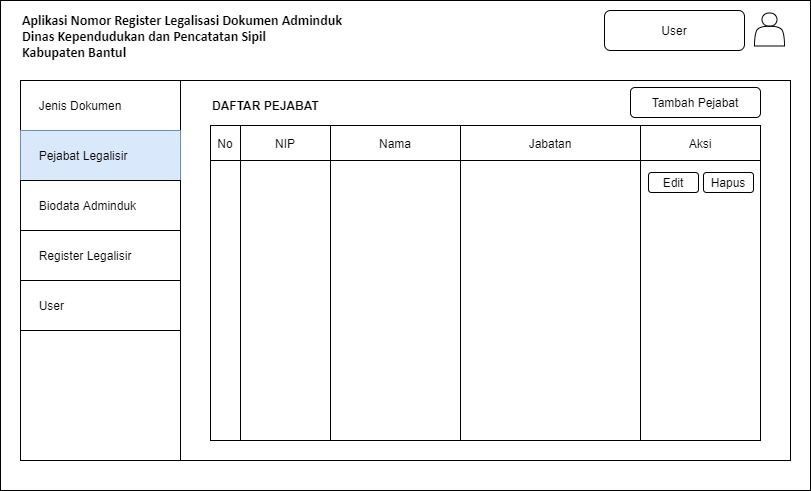 Aplikasi Nomor Register Legalisasi Dokumen Adminduk
Dinas Kependudukan dan Pencatatan Sipil
Kabupaten Bantul
User
Jenis Dokumen
Pejabat Legalisir
Biodata Adminduk
Register Legalisir
User
DAFTAR PEJABAT
Tambah Pejabat
No NIP Nama Jabatan Aksi
Edit Hapus